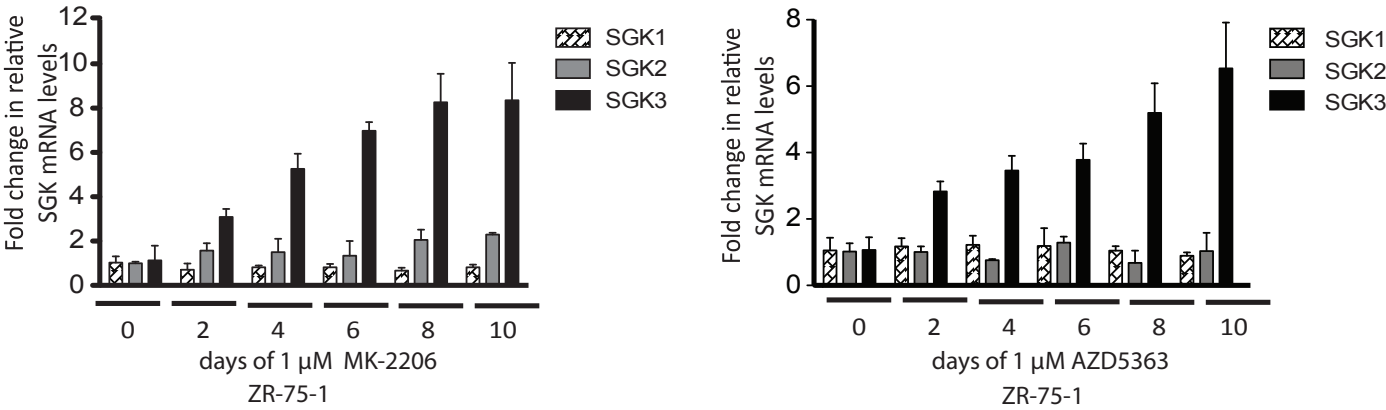 Fold change in relative
SGK mRNA levels
12
10
8
6
4
2
0
SGK1
SGK2
SGK3
0 2 4 6 8 10
days of 1 µM MK-2206
ZR-75-1
Fold change in relative
SGK mRNA levels
8
6
4
2
0
SGK1
SGK2
SGK3
0 2 4 6 8 10
days of 1 µM AZD5363
ZR-75-1